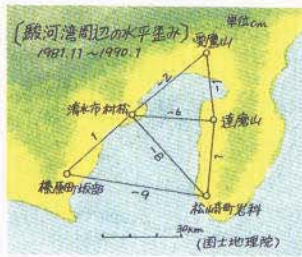 〔駿河湾周辺の水平歪み〕
1981.11～1990.1
単位cm
愛鷹山
-2
-1
清水市村松
-6
達磨山
1
-8
1
榛原町坂部
-9
松崎町岩科
30km
(国土地理院)